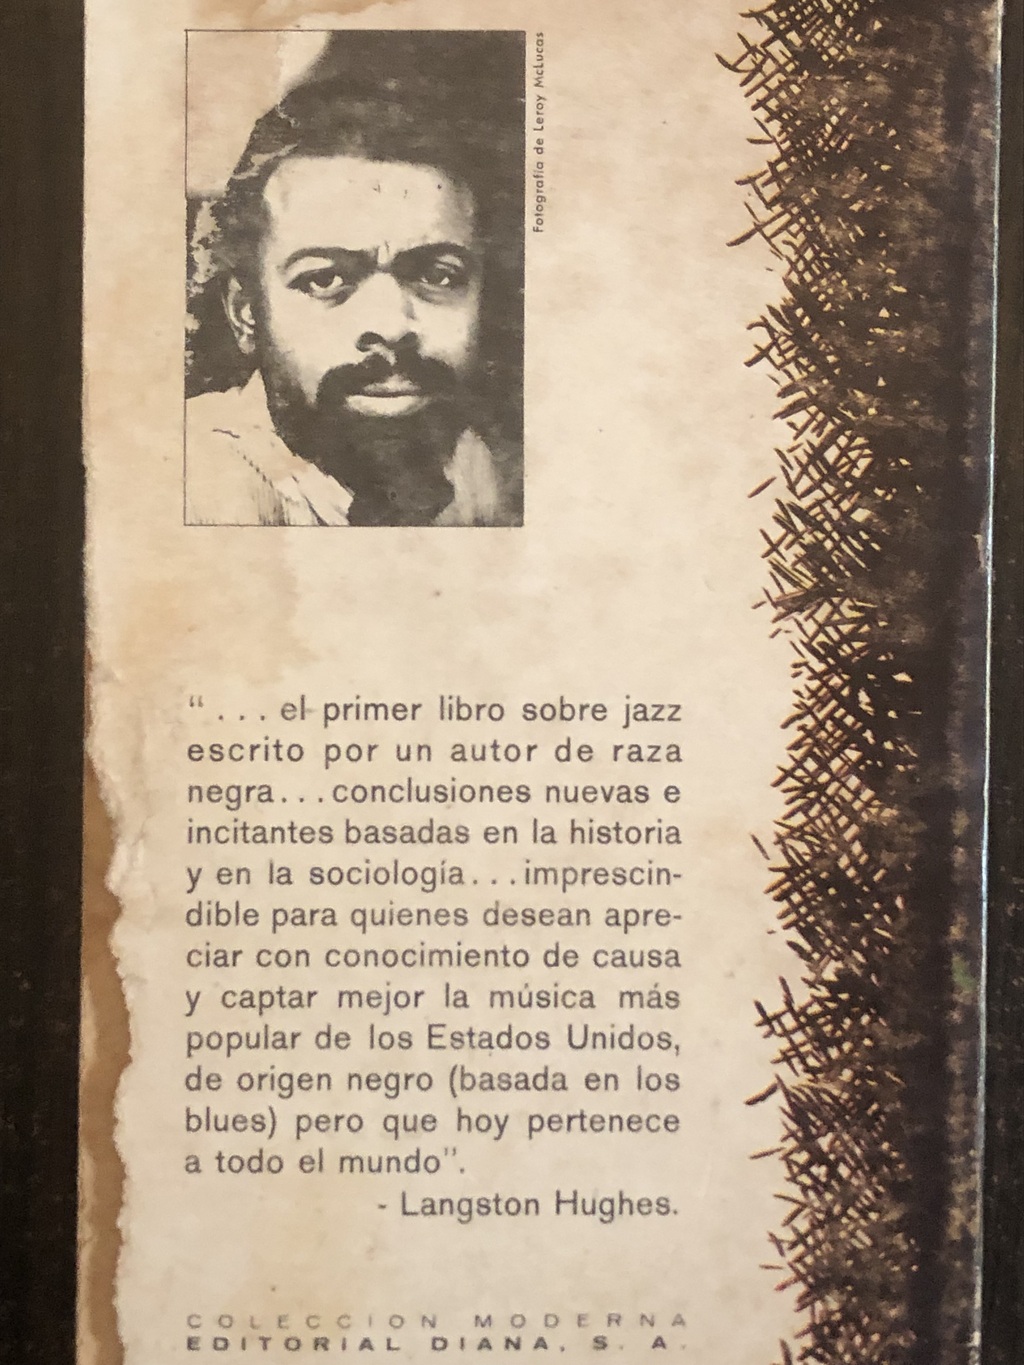 Fotografía de Leroy McLucas
“ . . . el primer libro sobre jazz
escrito por un autor de raza
negra. . . conclusiones nuevas e
incitantes basadas en la historia
y en la sociología. . . imprescin-
dible para quienes desean apre-
ciar con conocimiento de causa
y captar mejor la música más
popular de los Estados Unidos,
de origen negro (basada en los
blues) pero que hoy pertenece
a todo el mundo”.
- Langston Hughes.
COLECCION MODERNA
EDITORIAL DIANA, S. A.